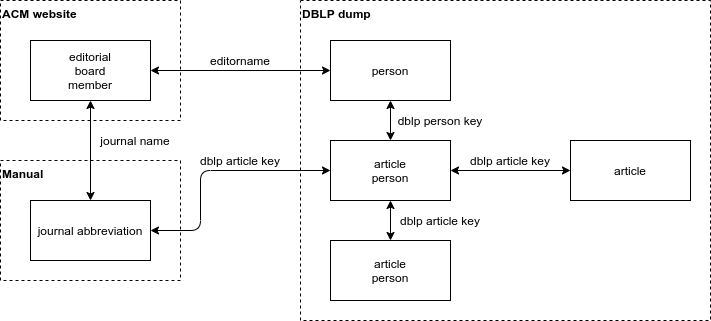 ACM website
DBLP dump
editorial
board
member
editorname
person
dblp person key
journal name
Manual
dblp article key
article
person
dblp article key
article
journal abbreviation
dblp article key
article
person